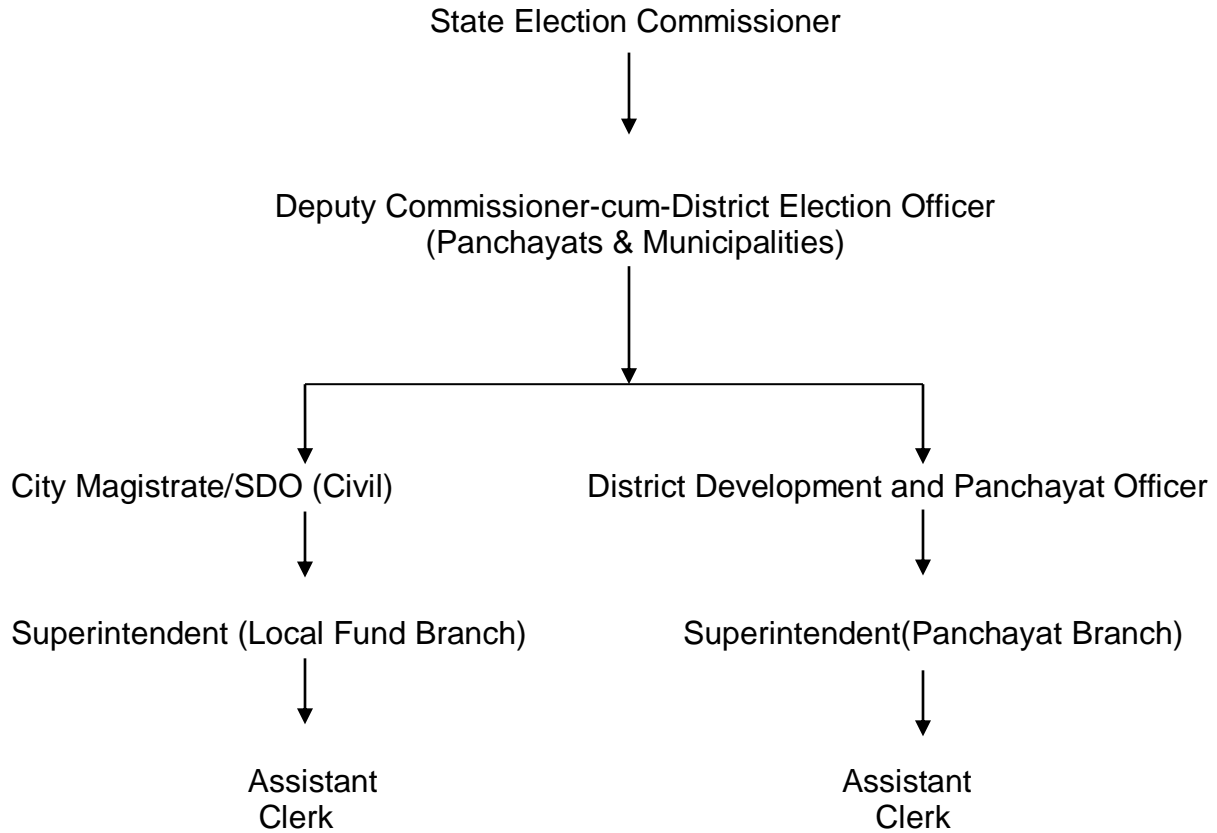 State Election Commissioner
Deputy Commissioner-cum-District Election Officer
(Panchayats & Municipalities)
City Magistrate/SDO (Civil)
District Development and Panchayat Officer
Superintendent (Local Fund Branch)
Superintendent(Panchayat Branch)
Assistant
Clerk
Assistant
Clerk